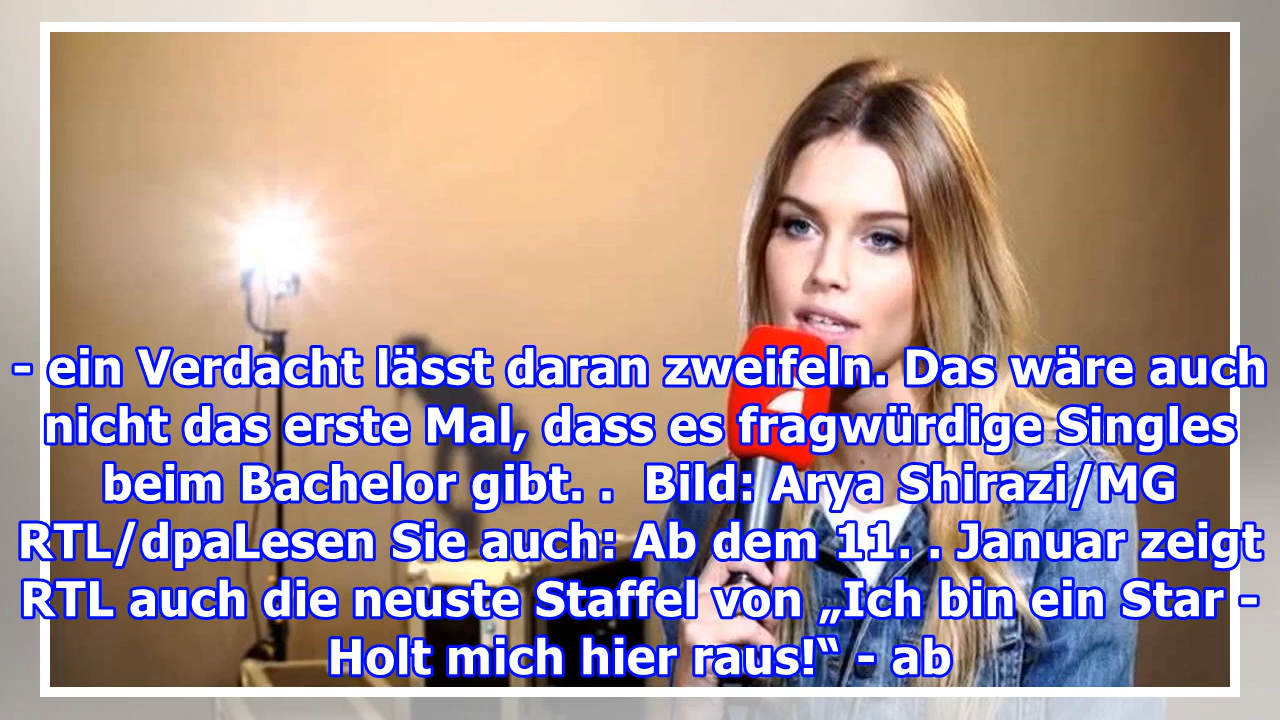 - ein Verdacht lässt daran zweifeln. Das wäre auch
nicht das erste Mal, dass es fragwürdige Singles
beim Bachelor gibt. .  Bild: Arya Shirazi/MG
RTL/dpaLesen Sie auch: Ab dem 11. . Januar zeigt
RTL auch die neuste Staffel von „Ich bin ein Star -
Holt mich hier raus!“ - ab